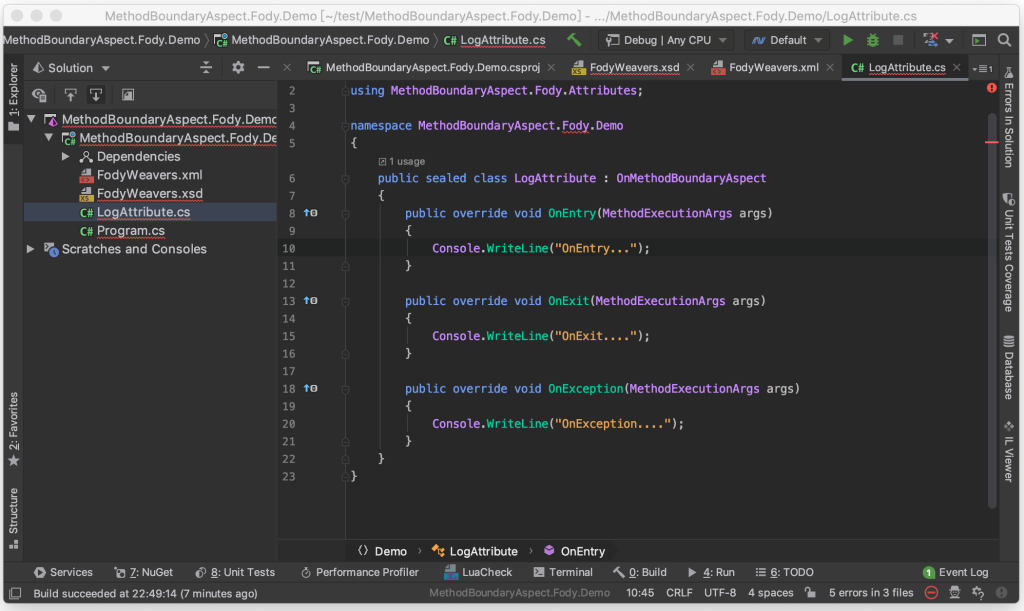 MethodBoundaryAspect.Fody.Demo [~/test/MethodBoundaryAspect.Fody.Demo] - .../MethodBoundaryAspect.Fody.Demo/LogAttribute.cs
MethodBoundaryAspect.Fody.Demo MethodBoundaryAspect.Fody.Demo C# LogAttribute.cs Debug | Any CPU Default
1: Explorer
Solution
MethodBoundaryAspect.Fody.Demo.csproj FodyWeavers.xsd FodyWeavers.xml C# LogAttribute.cs 1
MethodBoundaryAspect.Fody.Demo
MethodBoundaryAspect.Fody.De
Dependencies
FodyWeavers.xml
FodyWeavers.xsd
C# LogAttribute.cs
C# Program.cs
Scratches and Consoles
2 using MethodBoundaryAspect.Fody.Attributes;
3
4 namespace MethodBoundaryAspect.Fody.Demo
5 {
1 usage
6 public sealed class LogAttribute : OnMethodBoundaryAspect
7 {
8 public override void OnEntry(MethodExecutionArgs args)
9 {
10 Console.WriteLine("OnEntry...");
11 }
12
13 public override void OnExit(MethodExecutionArgs args)
14 {
15 Console.WriteLine("OnExit....");
16 }
17
18 public override void OnException(MethodExecutionArgs args)
19 {
20 Console.WriteLine("OnException....");
21 }
22 }
23 }
Errors In Solution
Unit Tests Coverage
Database
IL Viewer
2: Favorites
Structure
Demo LogAttribute OnEntry
Services 7: NuGet 8: Unit Tests Performance Profiler LuaCheck Terminal 0: Build 4: Run 6: TODO 1 Event Log
Build succeeded at 22:49:14 (7 minutes ago) MethodBoundaryAspect.Fody.Demo 10:45 CRLF UTF-8 4 spaces 5 errors in 3 files